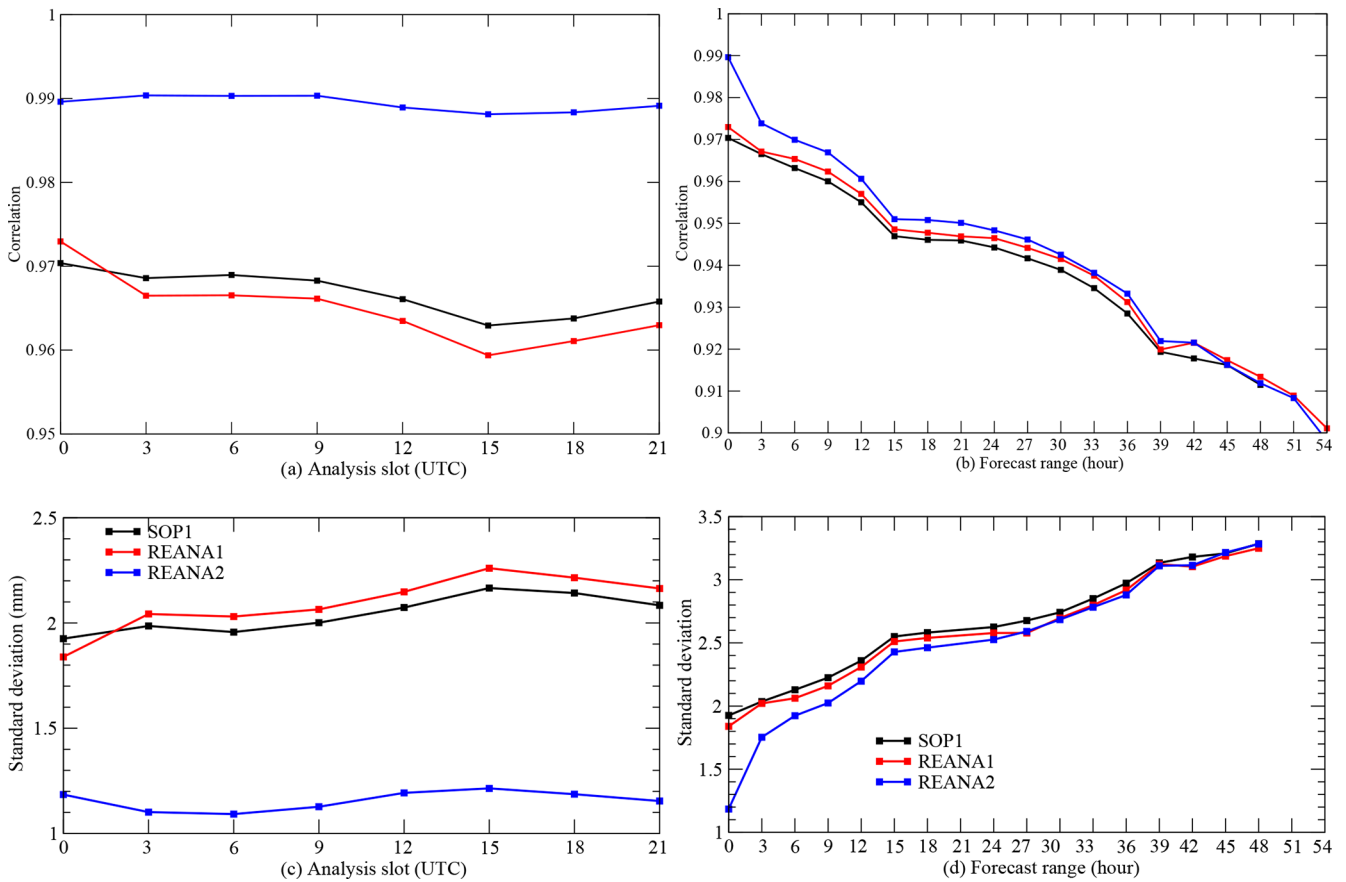 1
0.99
0.98
0.97
0.96
0.95
Correlation
0 3 6 9 12 15 18 21
(a) Analysis slot (UTC)
1
0.99
0.98
0.97
0.96
0.95
0.94
0.93
0.92
0.91
0.9
Correlation
0 3 6 9 12 15 18 21 24 27 30 33 36 39 42 45 48 51 54
(b) Forecast range (hour)
2.5
2
1.5
1
Standard deviation (mm)
SOP1
REANA1
REANA2
0 3 6 9 12 15 18 21
(c) Analysis slot (UTC)
3.5
3
2.5
2
1.5
1
Standard deviation
SOP1
REANA1
REANA2
0 3 6 9 12 15 18 21 24 27 30 33 36 39 42 45 48 51 54
(d) Forecast range (hour)